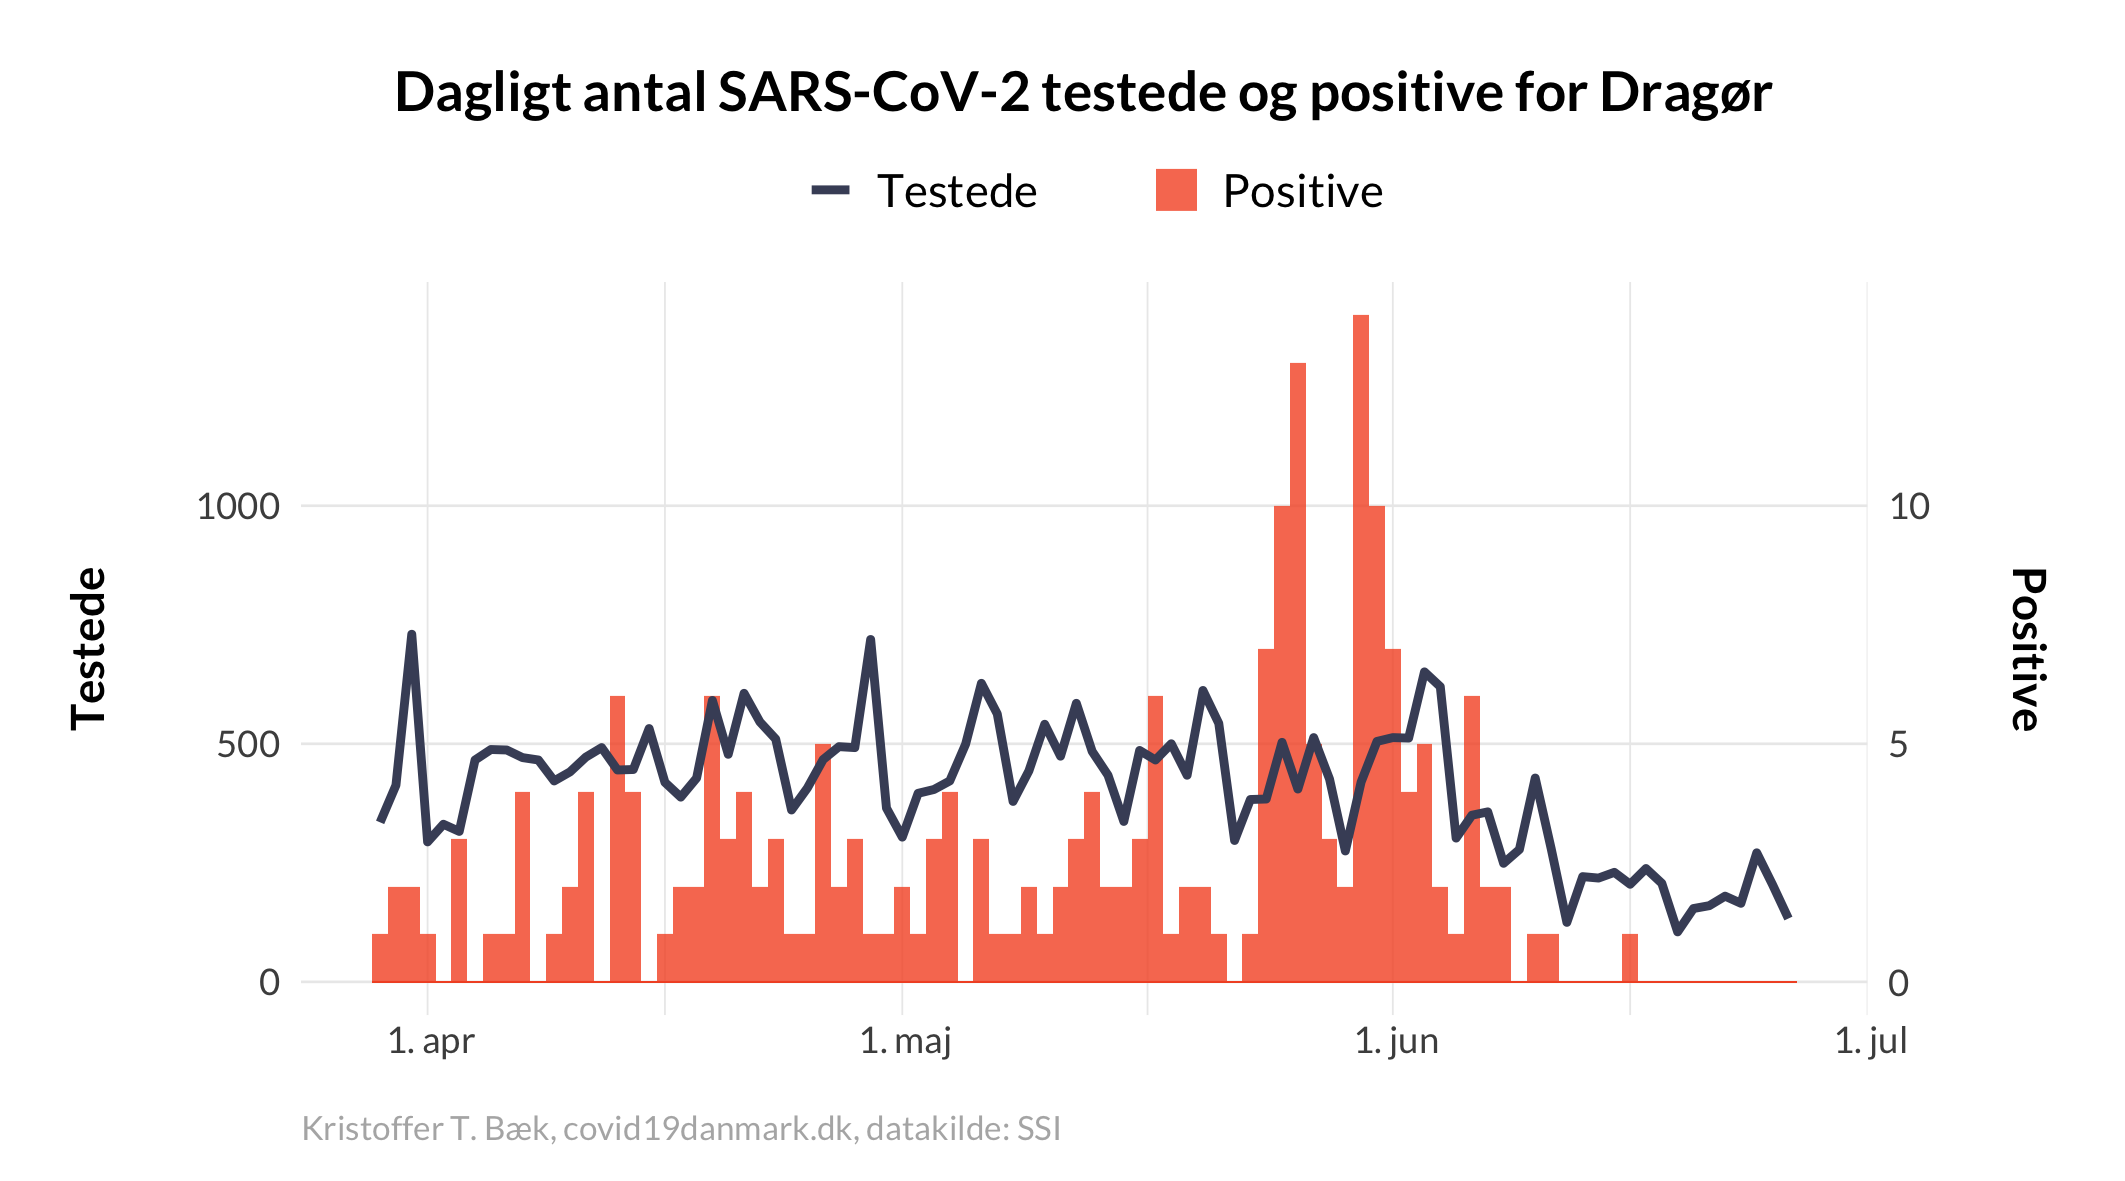 Dagligt antal SARS-CoV-2 testede og positive for Dragør
Testede
Positive
1000
500
0
10
5
0
Testede
Positive
1. apr
1. maj
1. jun
1. jul
Kristoffer T. Bæk, covid19danmark.dk, datakilde: SSI